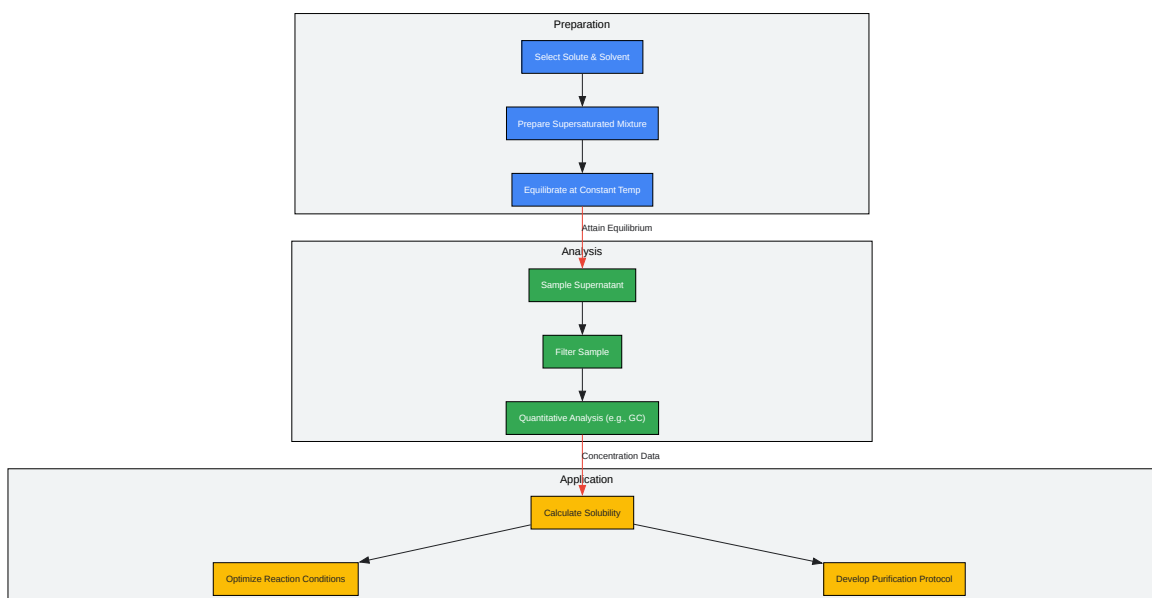 Preparation
Select Solute & Solvent
Prepare Supersaturated Mixture
Equilibrate at Constant Temp
Attain Equilibrium
Analysis
Sample Supernatant
Filter Sample
Quantitative Analysis (e.g., GC)
Concentration Data
Application
Calculate Solubility
Optimize Reaction Conditions
Develop Purification Protocol